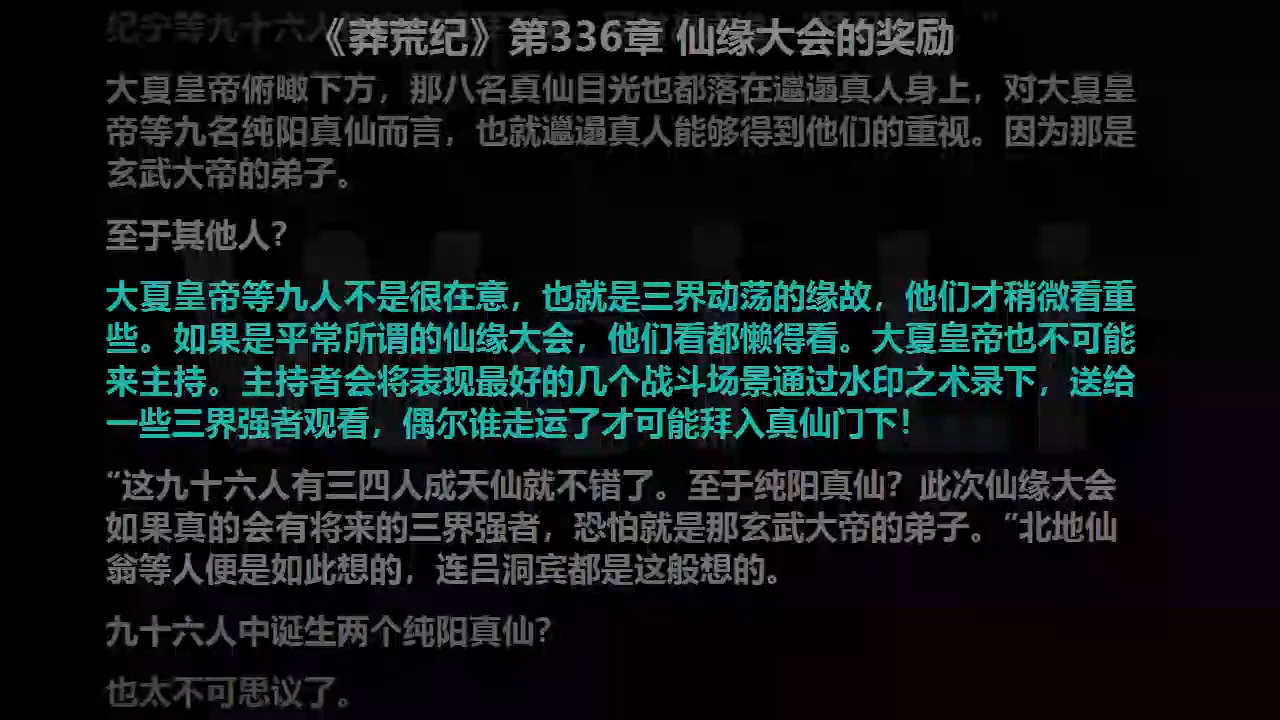 《莽荒纪》第336章 仙缘大会的奖励
纪宁等九十六人
大夏皇帝俯瞰下方，那八名真仙目光也都落在邋遢真人身上，对大夏皇
帝等九名纯阳真仙而言，也就邋遢真人能够得到他们的重视。因为那是
玄武大帝的弟子。
至于其他人？
大夏皇帝等九人不是很在意，也就是三界动荡的缘故，他们才稍微看重
些。如果是平常所谓的仙缘大会，他们看都懒得看。大夏皇帝也不可能
来主持。主持者会将表现最好的几个战斗场景通过水印之术录下，送给
一些三界强者观看，偶尔谁走运了才可能拜入真仙门下！
“这九十六人有三四人成天仙就不错了。至于纯阳真仙？此次仙缘大会
如果真的会有将来的三界强者，恐怕就是那玄武大帝的弟子。”北地仙
翁等人便是如此想的，连吕洞宾都是这般想的。
九十六人中诞生两个纯阳真仙？
也太不可思议了。